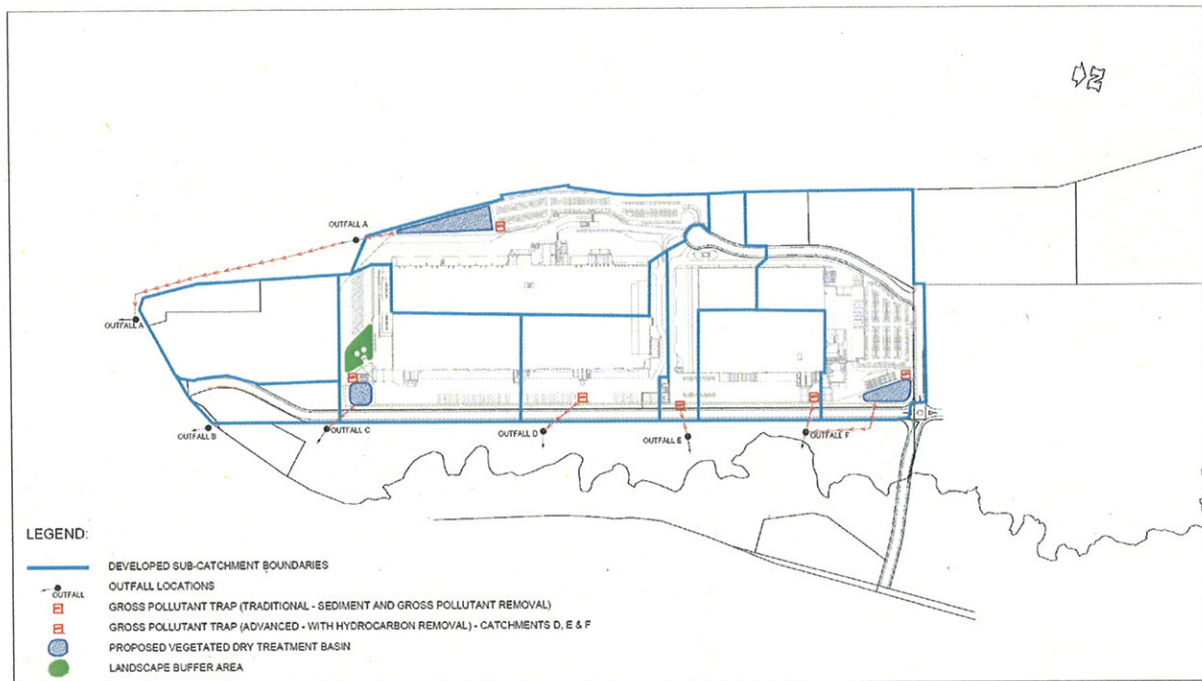 N
OUTFALL A
OUTFALL A
OUTFALL B
OUTFALL C
OUTFALL D
OUTFALL E
OUTFALL F
LEGEND:
DEVELOPED SUB-CATCHMENT BOUNDARIES
OUTFALL
OUTFALL LOCATIONS
GROSS POLLUTANT TRAP (TRADITIONAL - SEDIMENT AND GROSS POLLUTANT REMOVAL)
GROSS POLLUTANT TRAP (ADVANCED - WITH HYDROCARBON REMOVAL) - CATCHMENTS D, E & F
PROPOSED VEGETATED DRY TREATMENT BASIN
LANDSCAPE BUFFER AREA